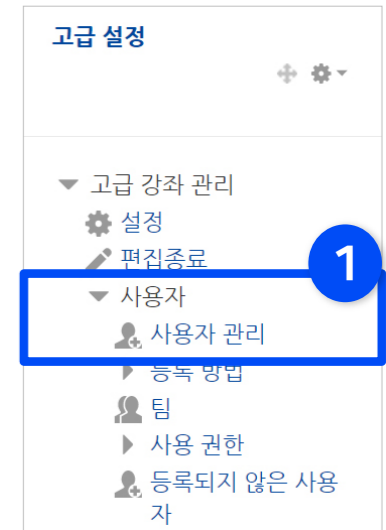 고급 설정
고급 강좌 관리
설정
편집종료
1
사용자
사용자 관리
등록 방법
팀
사용 권한
등록되지 않은 사용
자